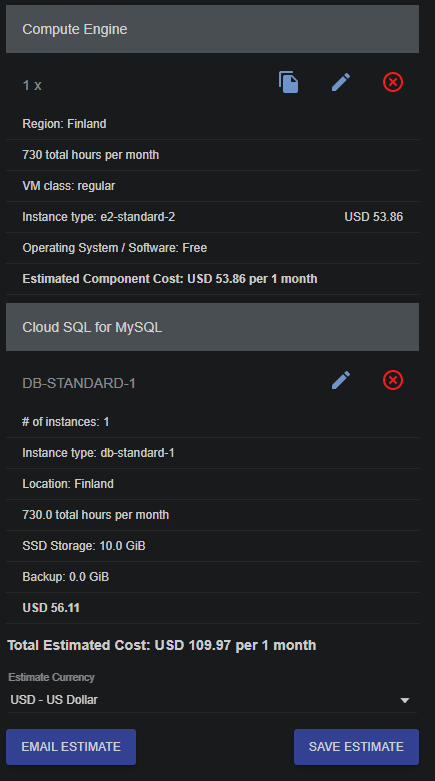 Compute Engine
1 x
Region: Finland
730 total hours per month
VM class: regular
Instance type: e2-standard-2 USD 53.86
Operating System / Software: Free
Estimated Component Cost: USD 53.86 per 1 month
Cloud SQL for MySQL
DB-STANDARD-1
# of instances: 1
Instance type: db-standard-1
Location: Finland
730.0 total hours per month
SSD Storage: 10.0 GiB
Backup: 0.0 GiB
USD 56.11
Total Estimated Cost: USD 109.97 per 1 month
Estimate Currency
USD - US Dollar
EMAIL ESTIMATE SAVE ESTIMATE